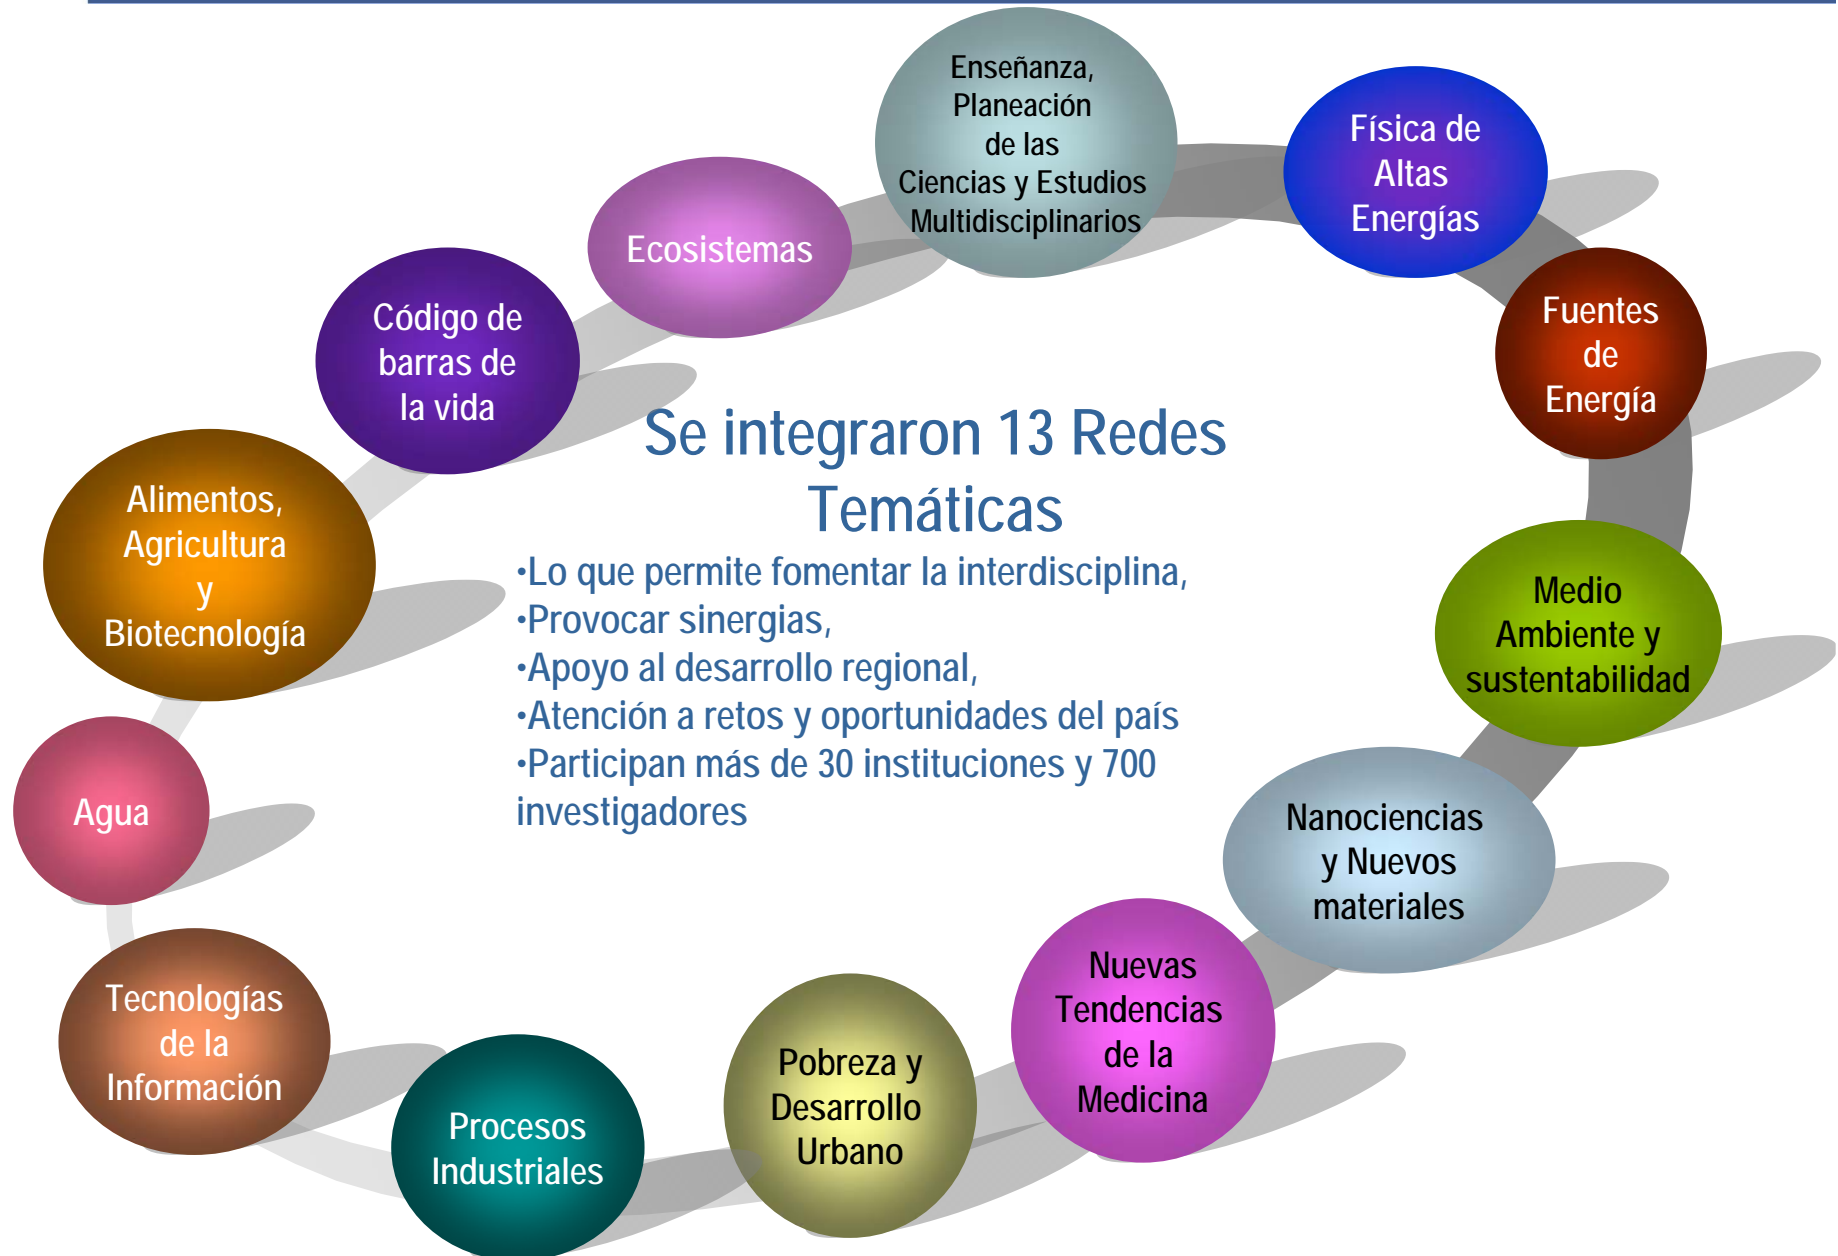 Enseñanza,
Planeación
de las
Ciencias y Estudios
Multidisciplinarios
Física de
Altas
Energías
Fuentes
de
Energía
Medio
Ambiente y
sustentabilidad
Nanociencias
y Nuevos
materiales
Nuevas
Tendencias
de la
Medicina
Pobreza y
Desarrollo
Urbano
Procesos
Industriales
Tecnologías
de la
Información
Agua
Alimentos,
Agricultura
y
Biotecnología
Código de
barras de
la vida
Ecosistemas
Se integraron 13 Redes
Temáticas
•Lo que permite fomentar la interdisciplina,
•Provocar sinergias,
•Apoyo al desarrollo regional,
•Atención a retos y oportunidades del país
•Participan más de 30 instituciones y 700
investigadores